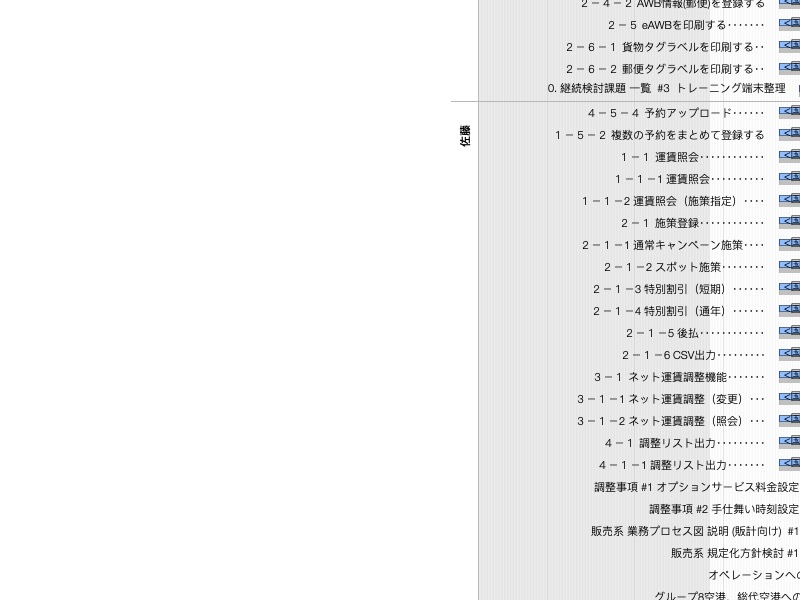 2－4－2 AWB情報(郵便)を登録する
2－5 eAWBを印刷する･･･････
2－6－1 貨物タグラベルを印刷する･･
2－6－2 郵便タグラベルを印刷する･･
0. 継続検討課題 一覧 #3 トレーニング端末整理
佐藤
4－5－4 予約アップロード･･････
1－5－2 複数の予約をまとめて登録する
1－1 運賃照会････････････
1－1－1 運賃照会･･････････
1－1－2 運賃照会（施策指定）････
2－1 施策登録････････････
2－1－1 通常キャンペーン施策････
2－1－2 スポット施策････････
2－1－3 特別割引（短期）･･････
2－1－4 特別割引（通年）･･････
2－1－5 後払････････････
2－1－6 CSV出力･････････
3－1 ネット運賃調整機能･･･････
3－1－1 ネット運賃調整（変更）･･･
3－1－2 ネット運賃調整（照会）･･･
4－1 調整リスト出力･････････
4－1－1 調整リスト出力･･･････
調整事項 #1 オプションサービス料金設定
調整事項 #2 手仕舞い時刻設定
販売系 業務プロセス図 説明 (販計向け) #1
販売系 規定化方針検討 #1
オペレーションへの
グループ8空港、総代空港への